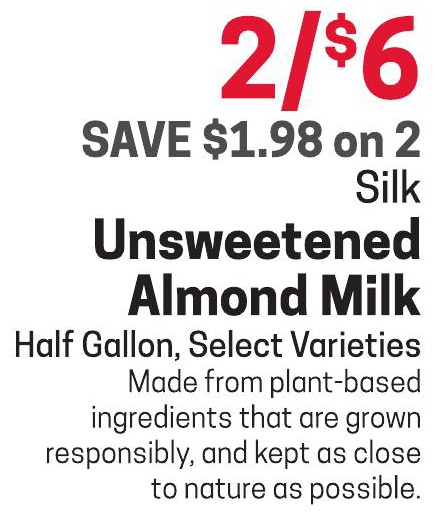 2/$6
SAVE $1.98 on 2
Silk
Unsweetened
Almond Milk
Half Gallon, Select Varieties
Made from plant-based
ingredients that are grown
responsibly, and kept as close
to nature as possible.